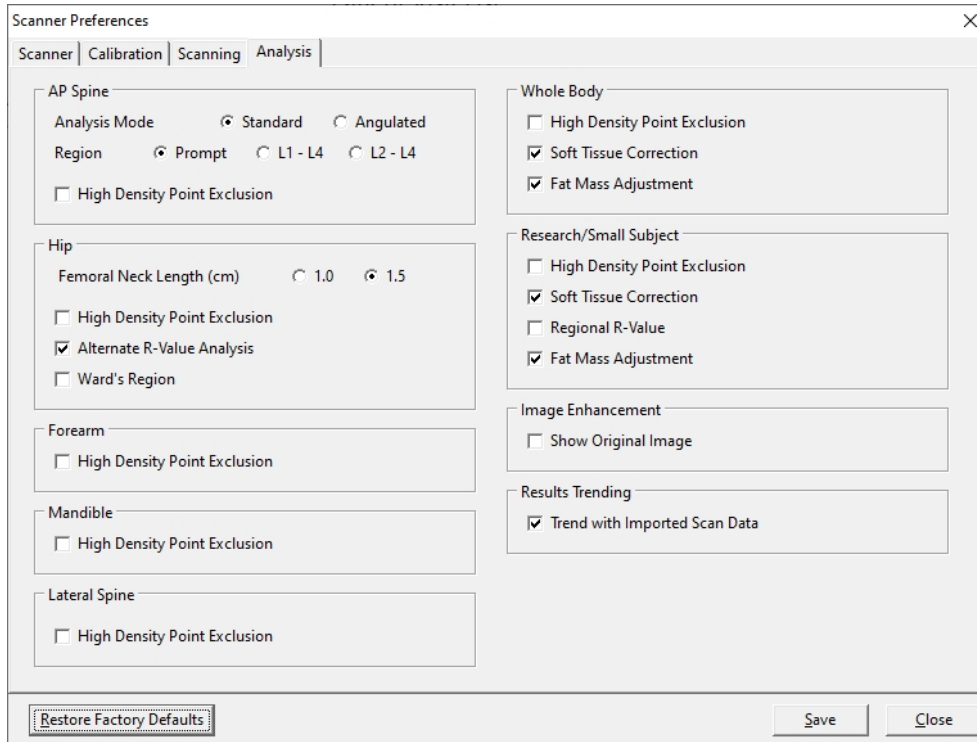 Scanner Preferences
Scanner Calibration Scanning Analysis
AP Spine
Analysis Mode Standard Angulated
Region Prompt L1 - L4 L2 - L4
High Density Point Exclusion
Hip
Femoral Neck Length (cm) 1.0 1.5
High Density Point Exclusion
Alternate R-Value Analysis
Ward's Region
Forearm
High Density Point Exclusion
Mandible
High Density Point Exclusion
Lateral Spine
High Density Point Exclusion
Whole Body
High Density Point Exclusion
Soft Tissue Correction
Fat Mass Adjustment
Research/Small Subject
High Density Point Exclusion
Soft Tissue Correction
Regional R-Value
Fat Mass Adjustment
Image Enhancement
Show Original Image
Results Trending
Trend with Imported Scan Data
Restore Factory Defaults Save Close